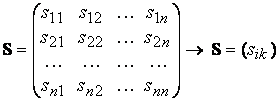 S = ( s11 s12 ... s1n
s21 s22 ... s2n
... ... ... ...
sn1 sn2 ... snn ) → S = (sik)